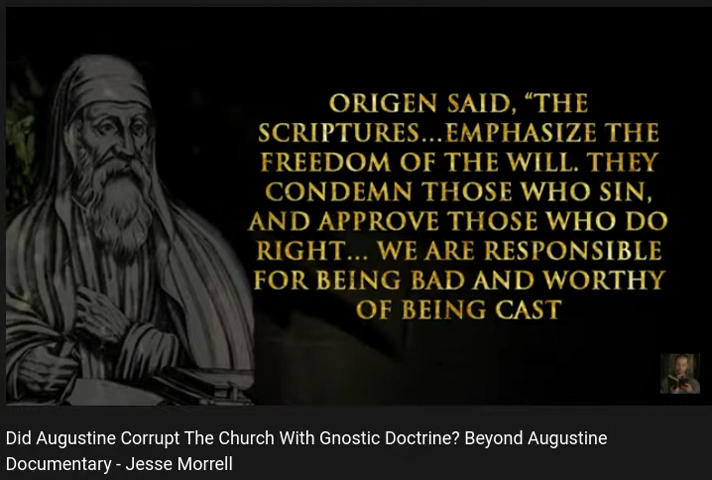 ORIGEN SAID, “THE
SCRIPTURES...EMPHASIZE THE
FREEDOM OF THE WILL. THEY
CONDEMN THOSE WHO SIN,
AND APPROVE THOSE WHO DO
RIGHT... WE ARE RESPONSIBLE
FOR BEING BAD AND WORTHY
OF BEING CAST
Did Augustine Corrupt The Church With Gnostic Doctrine? Beyond Augustine
Documentary - Jesse Morrell